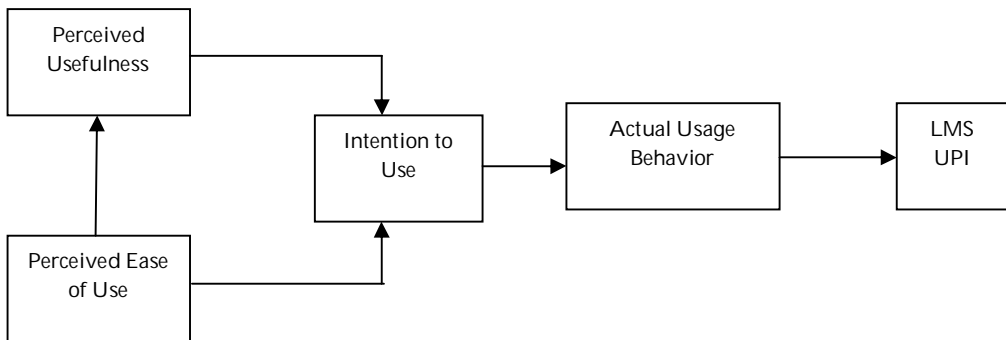 Perceived
Usefulness
Intention to
Use
Actual Usage
Behavior
LMS
UPI
Perceived Ease
of Use